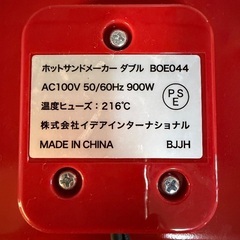 ホットサンドメーカー ダブル BOE044
AC100V 50/60Hz 900W
温度ヒューズ：216℃
株式会社イデアインターナショナル
MADE IN CHINA BJJH
PS
E